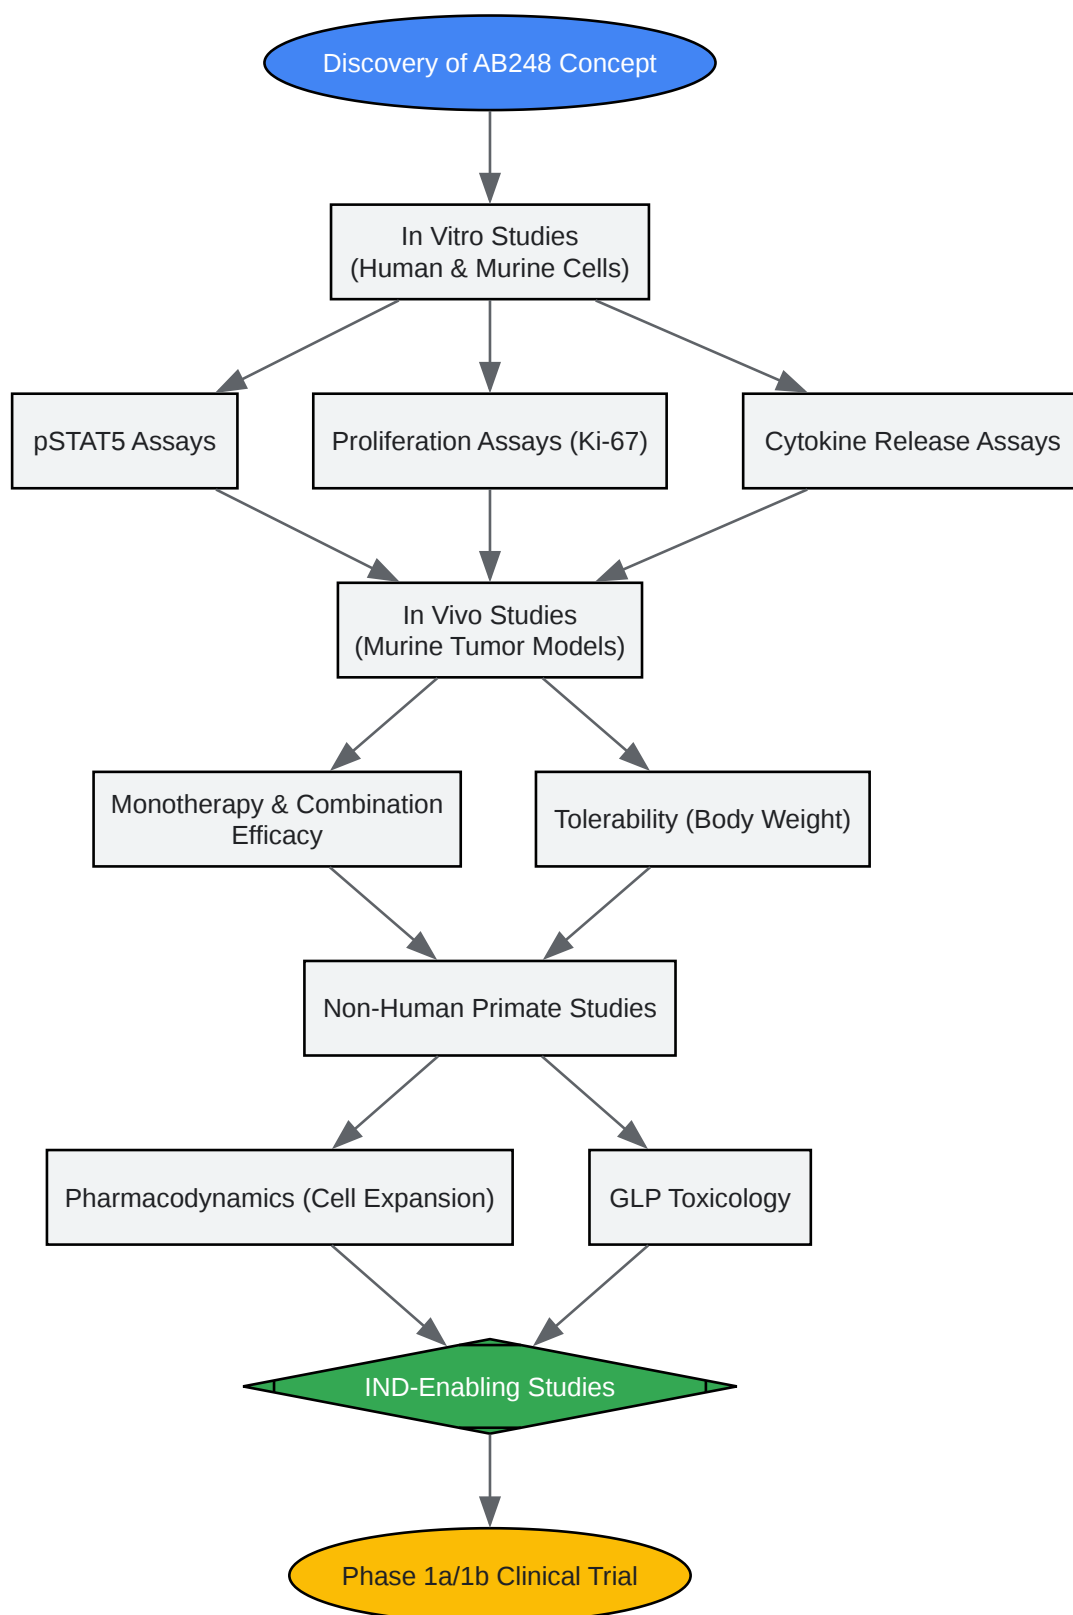 Discovery of AB248 Concept
In Vitro Studies
(Human & Murine Cells)
pSTAT5 Assays
Proliferation Assays (Ki-67)
Cytokine Release Assays
In Vivo Studies
(Murine Tumor Models)
Monotherapy & Combination
Efficacy
Tolerability (Body Weight)
Non-Human Primate Studies
Pharmacodynamics (Cell Expansion)
GLP Toxicology
IND-Enabling Studies
Phase 1a/1b Clinical Trial